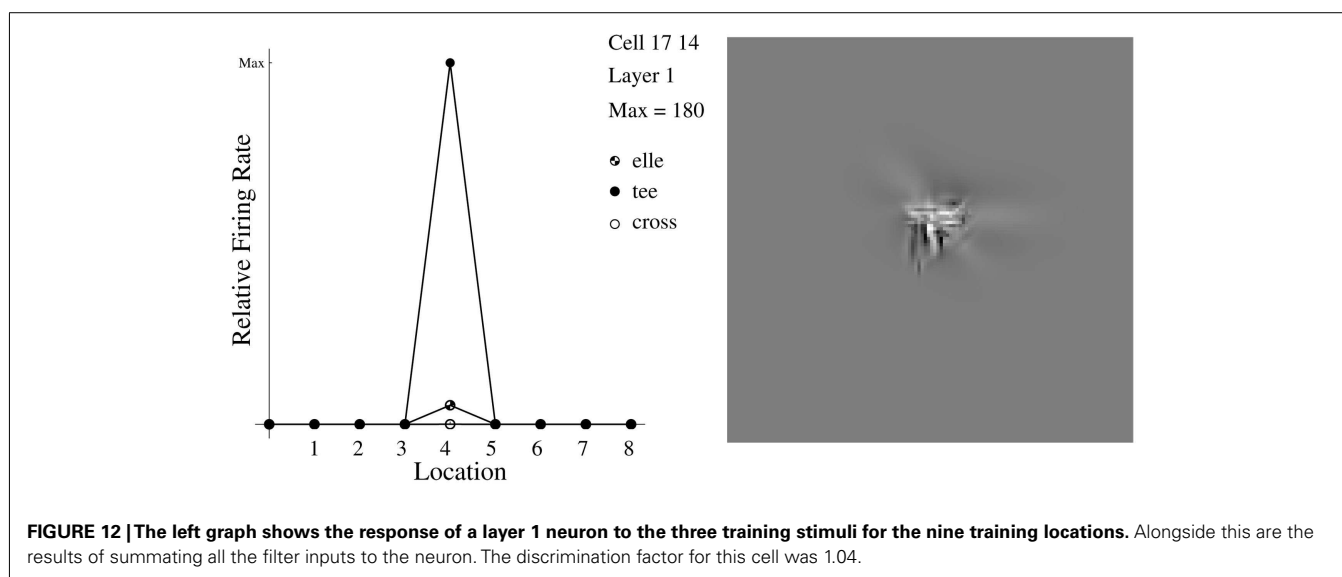 Max
Relative Firing Rate
1 2 3 4 5 6 7 8
Location
Cell 17 14
Layer 1
Max = 180
elle
tee
cross
FIGURE 12 | The left graph shows the response of a layer 1 neuron to the three training stimuli for the nine training locations. Alongside this are the
results of summating all the filter inputs to the neuron. The discrimination factor for this cell was 1.04.